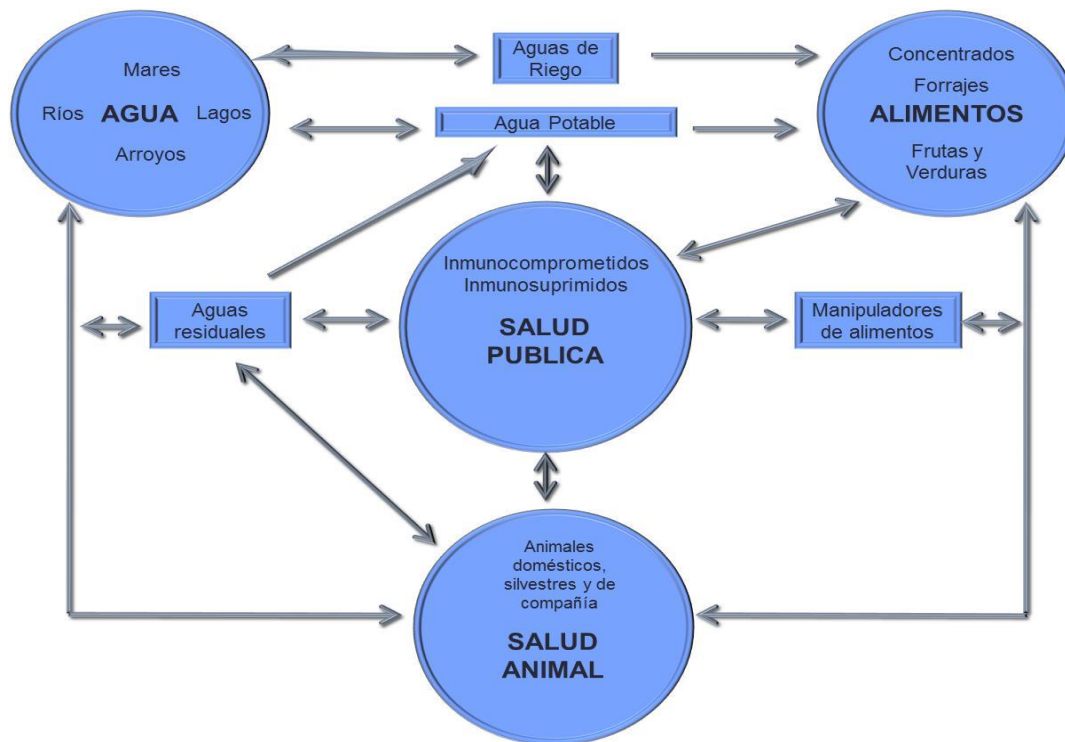 Mares
Ríos AGUA Lagos
Arroyos
Aguas de
Riego
Agua Potable
Concentrados
Forrajes
ALIMENTOS
Frutas y
Verduras
Inmunocomprometidos
Inmunosuprimidos
SALUD
PUBLICA
Aguas
residuales
Manipuladores
de alimentos
Animales
domésticos,
silvestres y de
compañía
SALUD
ANIMAL